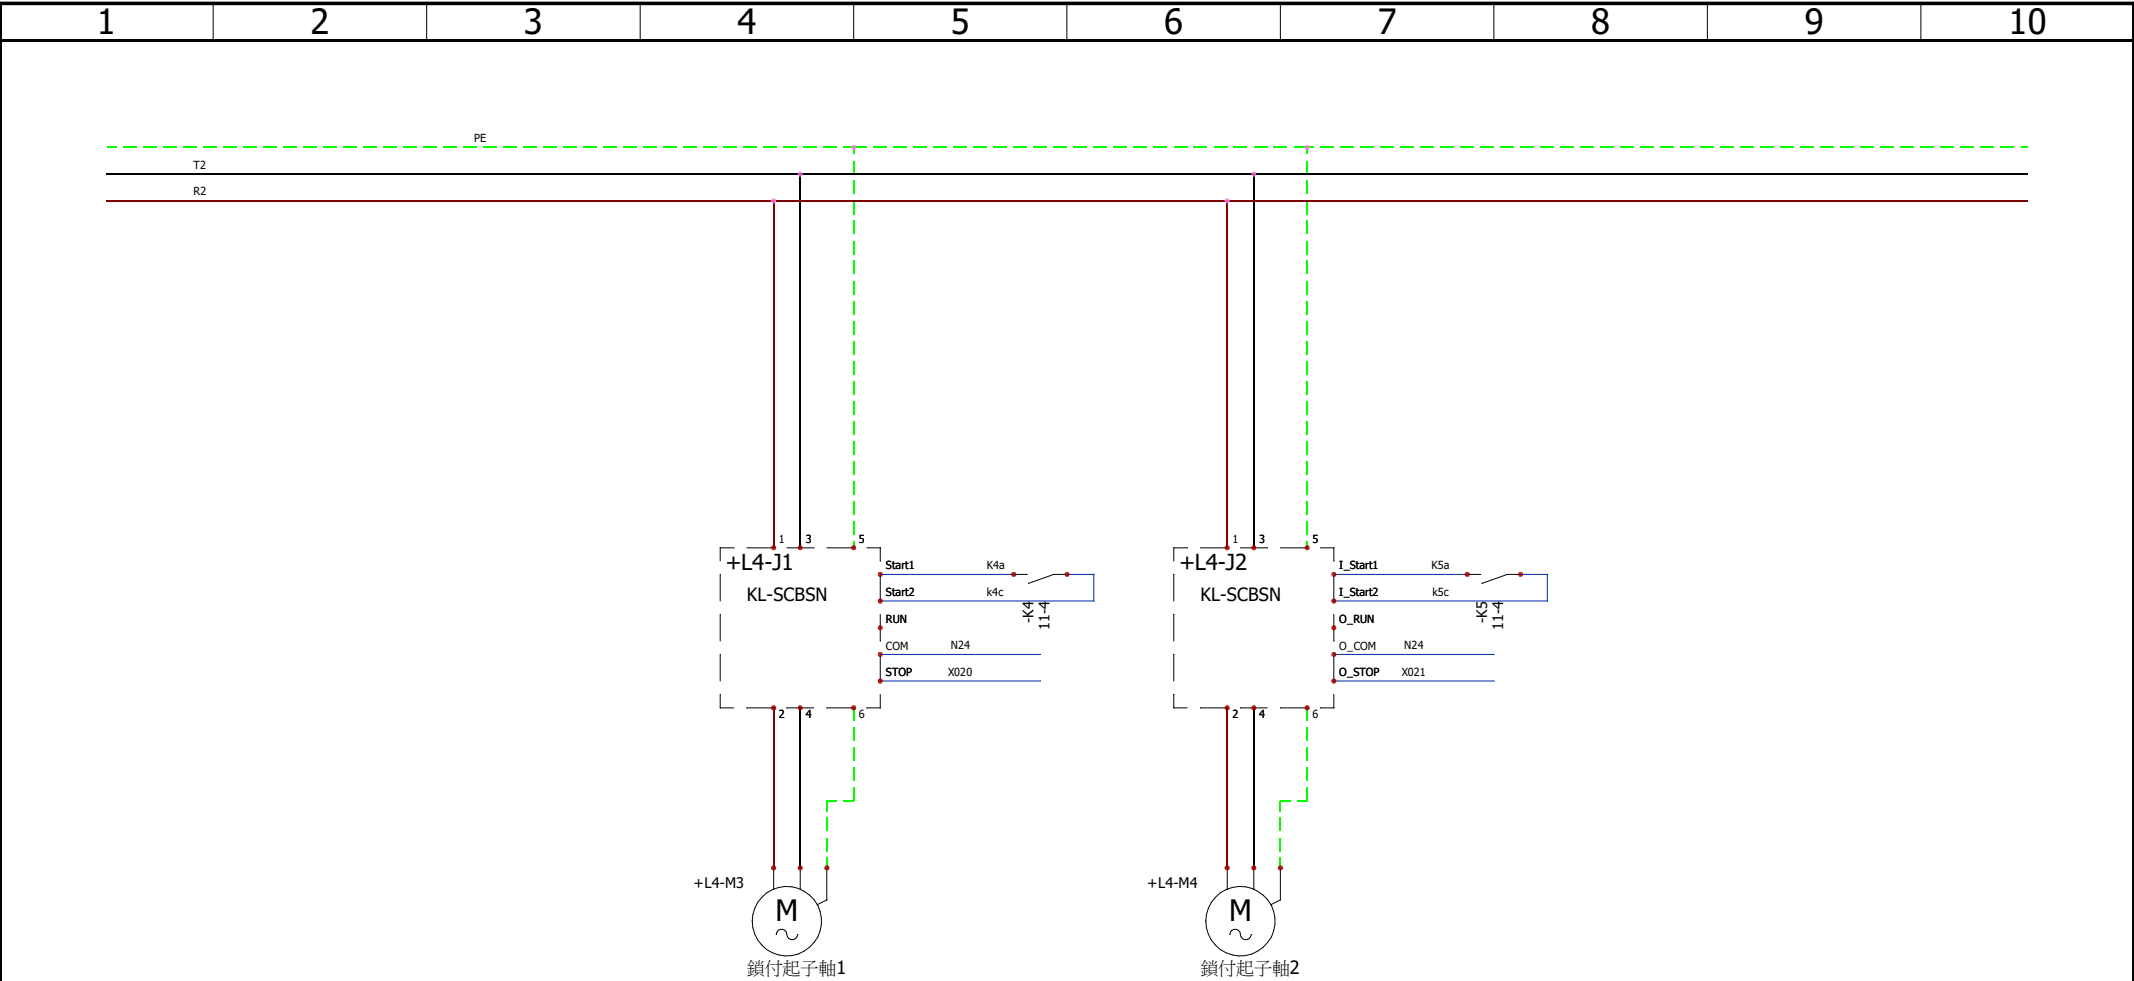 1 2 3 4 5 6 7 8 9 10
PE
T2
R2
1 3 5
+L4-J1
KL-SCBSN
Start1 K4a
Start2 k4c
RUN
COM N24
STOP X020
-K4
11-4
2 4 6
+L4-M3
M
鎖付起子軸1
1 3 5
+L4-J2
KL-SCBSN
I_Start1 K5a
I_Start2 k5c
O_RUN
O_COM N24
O_STOP X021
-K5
11-4
2 4 6
+L4-M4
M
鎖付起子軸2